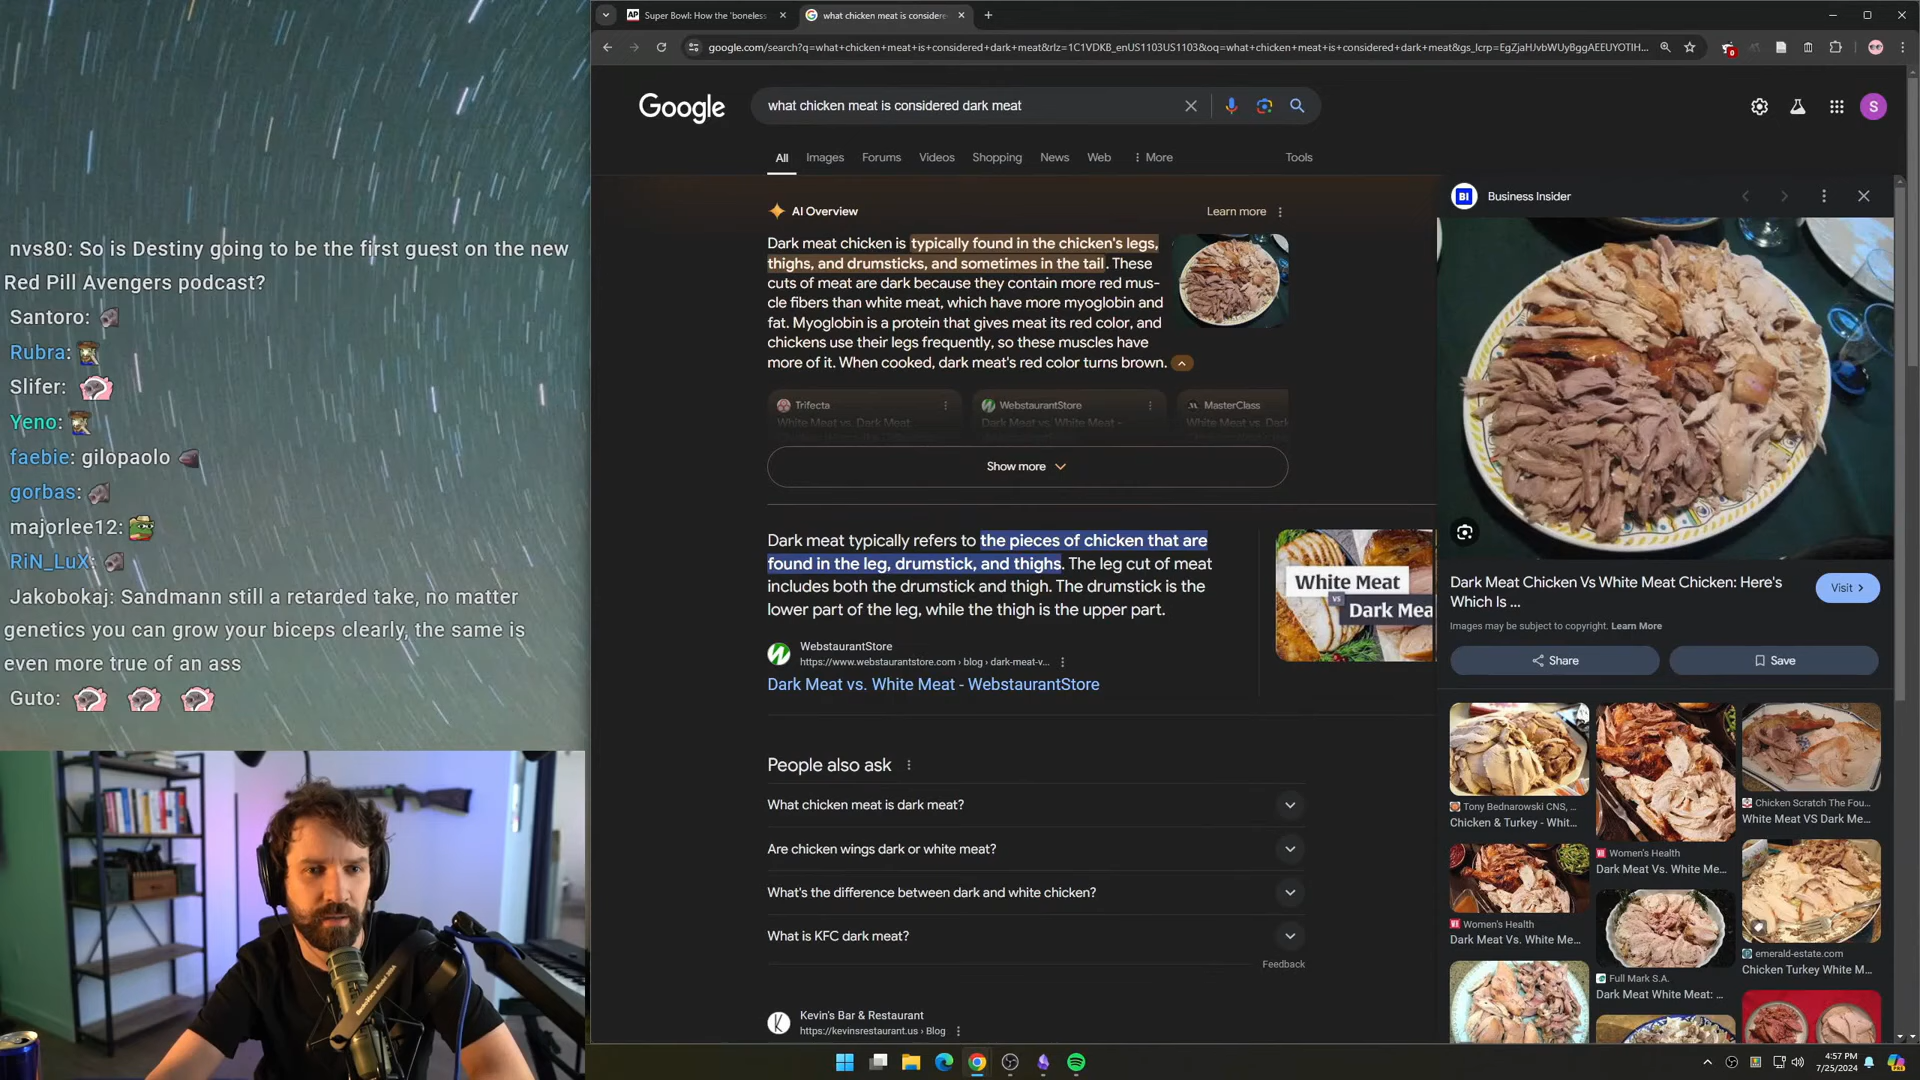 Super Bowl: How the 'boneless
what chicken meat is considere
google.com/search?q=what+chicken+meat+is+considered+dark+meat&rlz=1C1VDKB_enUS1103US1103&oq=what+chicken+meat+is+considered+dark+meat&gs_lcrp=EgZjaHJvbWUyBggAEEUYOTIH...
Google
what chicken meat is considered dark meat
S
All
Images
Forums
Videos
Shopping
News
Web
More
Tools
AI Overview
Learn more
Dark meat chicken is typically found in the chicken's legs,
thighs, and drumsticks, and sometimes in the tail. These
cuts of meat are dark because they contain more red mus-
cle fibers than white meat, which have more myoglobin and
fat. Myoglobin is a protein that gives meat its red color, and
chickens use their legs frequently, so these muscles have
more of it. When cooked, dark meat's red color turns brown.
Trifecta
White Meat vs. Dark Meat
WebstaurantStore
Dark Meat vs. White Meat -
MasterClass
White Meat vs. Dark
Show more
Dark meat typically refers to the pieces of chicken that are
found in the leg, drumstick, and thighs. The leg cut of meat
includes both the drumstick and thigh. The drumstick is the
lower part of the leg, while the thigh is the upper part.
White Meat
vs
Dark Mea
WebstaurantStore
https://www.webstaurantstore.com › blog › dark-meat-v...
Dark Meat vs. White Meat - WebstaurantStore
People also ask
What chicken meat is dark meat?
Are chicken wings dark or white meat?
What's the difference between dark and white chicken?
What is KFC dark meat?
Feedback
Kevin's Bar & Restaurant
https://kevinsrestaurant.us › Blog
BI
Business Insider
Dark Meat Chicken Vs White Meat Chicken: Here's
Which Is ...
Visit
Images may be subject to copyright. Learn More
Share
Save
Tony Bednarowski CNS, ...
Chicken & Turkey - Whit...
Women's Health
Dark Meat Vs. White Me...
Chicken Scratch The Fou...
White Meat VS Dark Me...
Women's Health
Dark Meat Vs. White Me...
Full Mark S.A.
Dark Meat White Meat: ...
emerald-estate.com
Chicken Turkey White M...
nvs80: So is Destiny going to be the first guest on the new
Red Pill Avengers podcast?
Santoro:
Rubra:
Slifer:
Yeno:
faebie: gilopaolo
gorbas:
majorlee12:
RiN_LuX:
Jakobokaj: Sandmann still a retarded take, no matter
genetics you can grow your biceps clearly, the same is
even more true of an ass
Guto:
4:57 PM
7/25/2024